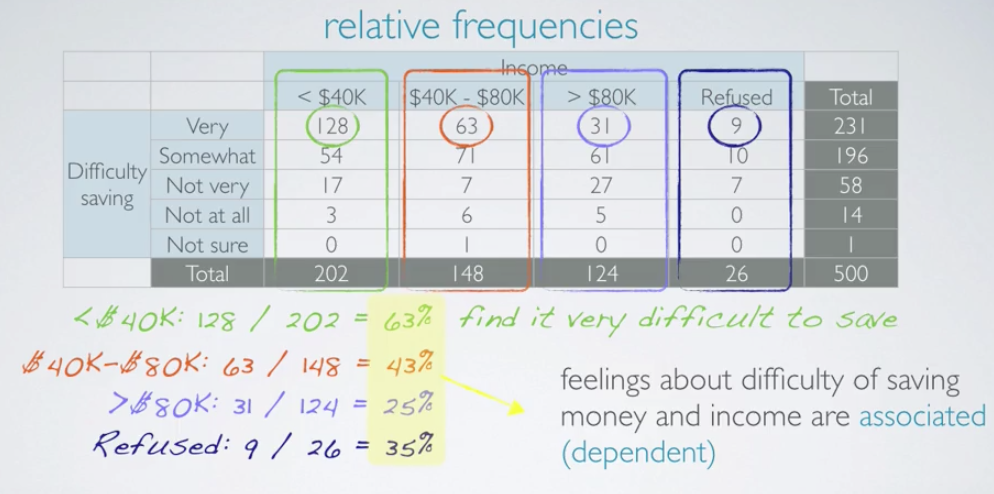 relative frequencies
Income
< $40K $40K - $80K > $80K Refused Total
Difficulty saving
Very 128 63 31 9 231
Somewhat 54 71 61 10 196
Not very 17 7 27 7 58
Not at all 3 6 5 0 14
Not sure 0 1 0 0 1
Total 202 148 124 26 500
<$40K: 128 / 202 = 63% find it very difficult to save
$40K-$80K: 63 / 148 = 43%
>$80K: 31 / 124 = 25%
Refused: 9 / 26 = 35%
feelings about difficulty of saving
money and income are associated
(dependent)